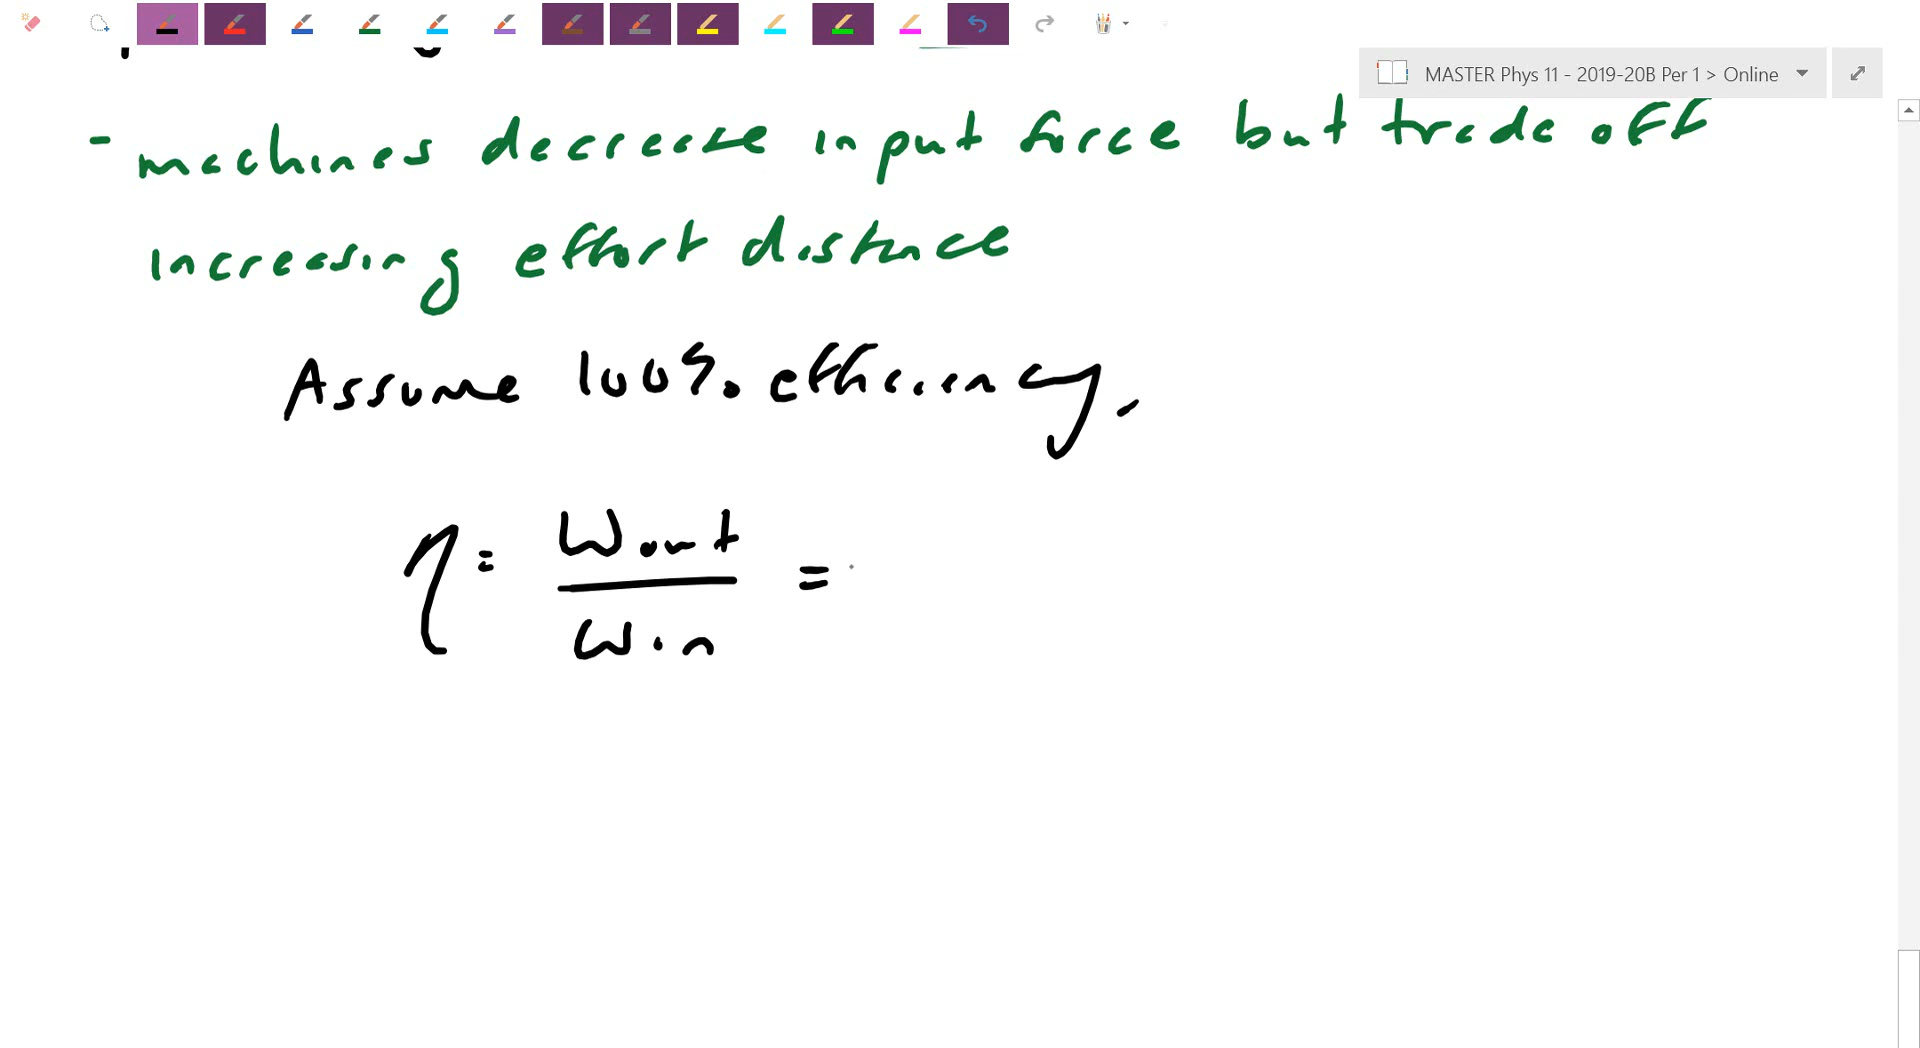 MASTER Phys 11 - 2019-20B Per 1 > Online
- machines decrease input force but trade off
increasing effort distance
Assume 100% efficiency,
η = Wout / Win =